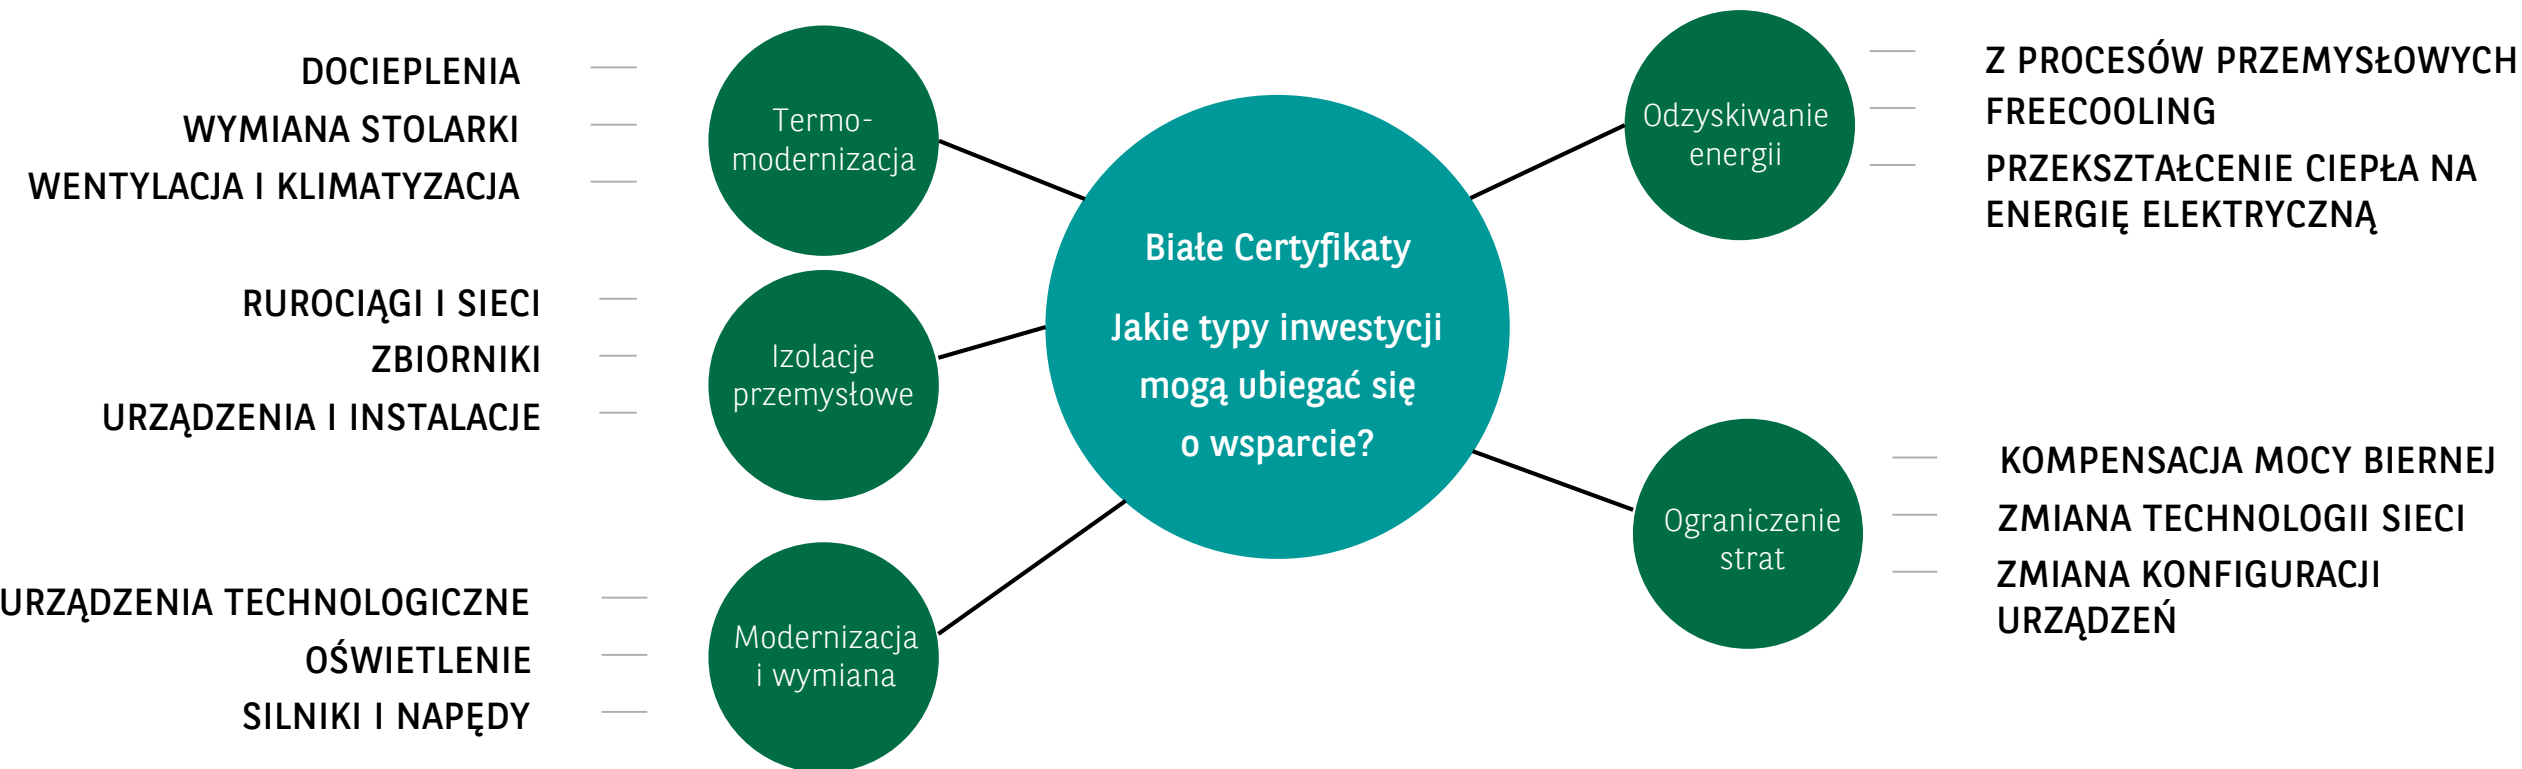 DOCIEPLENIA
WYMIANA STOLARKI
WENTYLACJA I KLIMATYZACJA
Termo-
modernizacja
RUROCIĄGI I SIECI
ZBIORNIKI
URZĄDZENIA I INSTALACJE
Izolacje
przemysłowe
URZĄDZENIA TECHNOLOGICZNE
OŚWIETLENIE
SILNIKI I NAPĘDY
Modernizacja
i wymiana
Białe Certyfikaty
Jakie typy inwestycji
mogą ubiegać się
o wsparcie?
Odzyskiwanie
energii
Z PROCESÓW PRZEMYSŁOWYCH
FREECOOLING
PRZEKSZTAŁCENIE CIEPŁA NA
ENERGIĘ ELEKTRYCZNĄ
Ograniczenie
strat
KOMPENSACJA MOCY BIERNEJ
ZMIANA TECHNOLOGII SIECI
ZMIANA KONFIGURACJI
URZĄDZEŃ